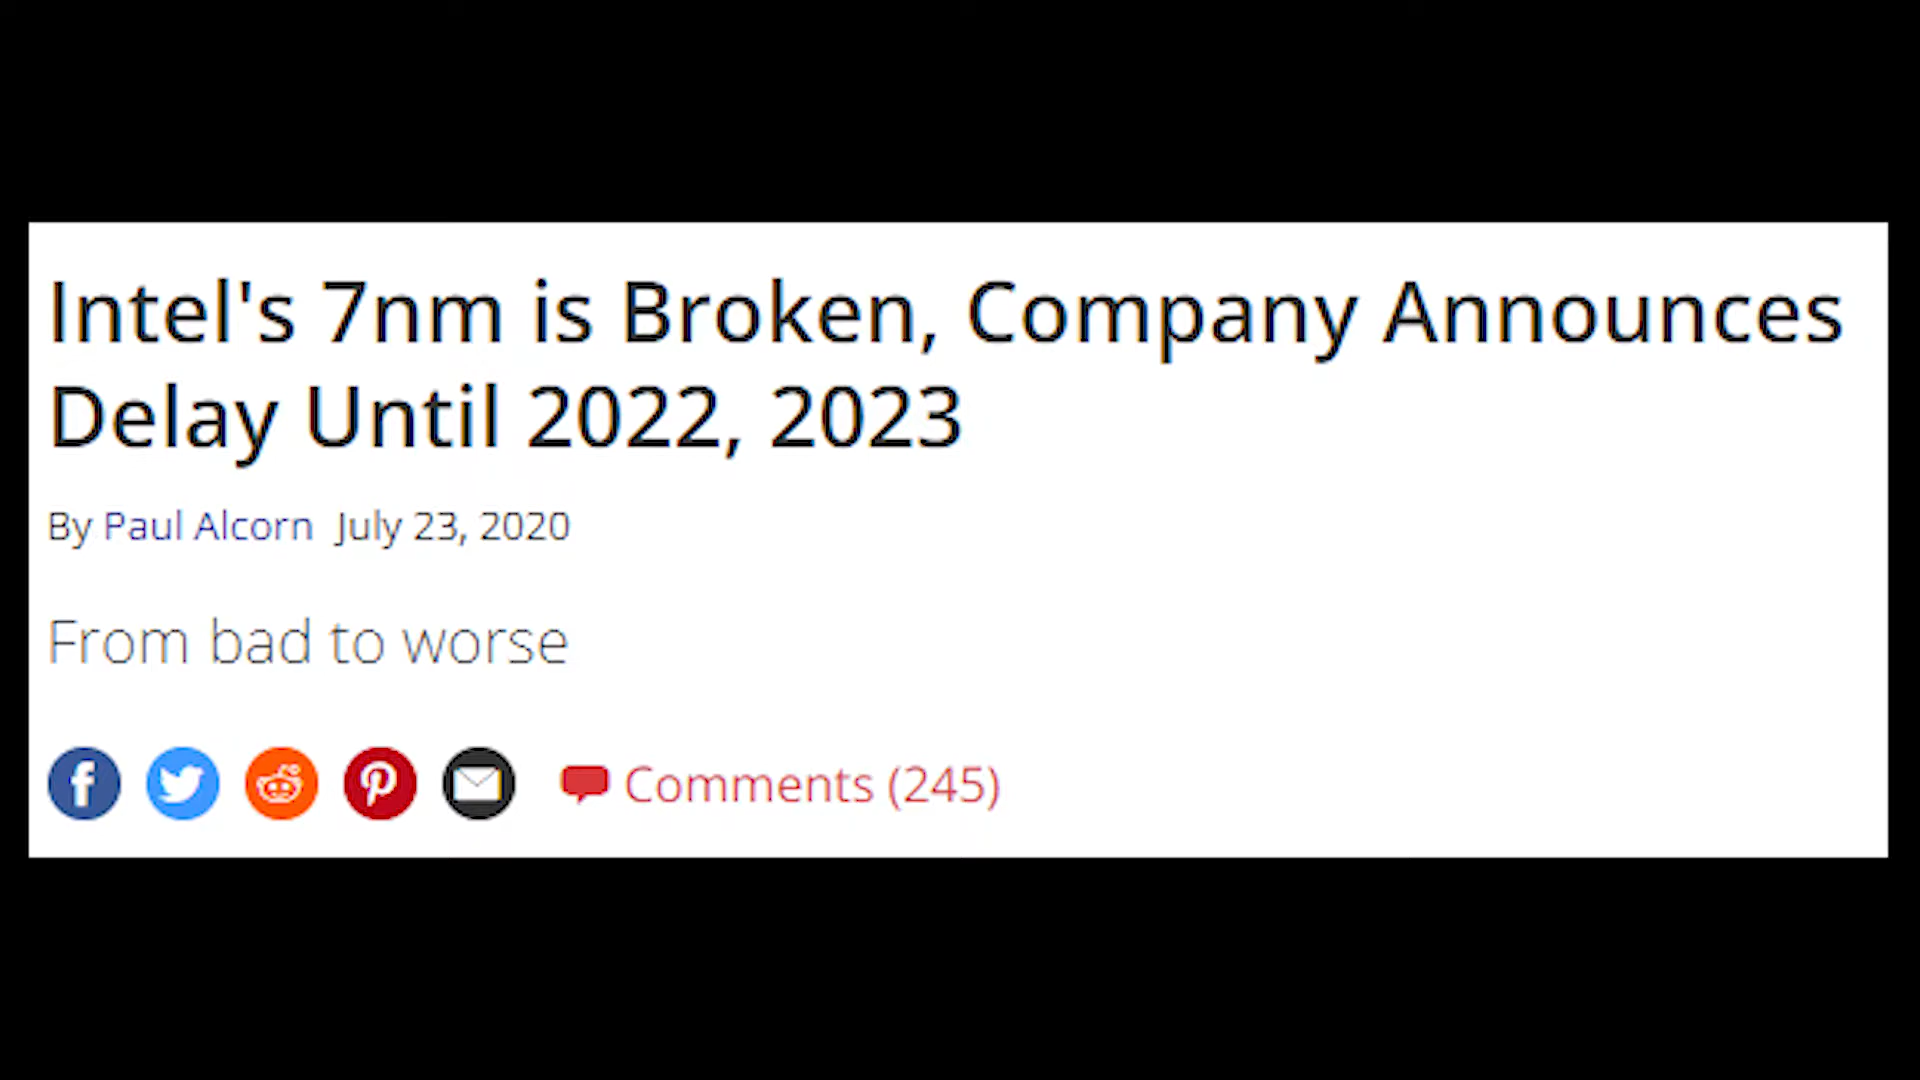 Intel's 7nm is Broken, Company Announces
Delay Until 2022, 2023
By Paul Alcorn July 23, 2020
From bad to worse
Comments (245)